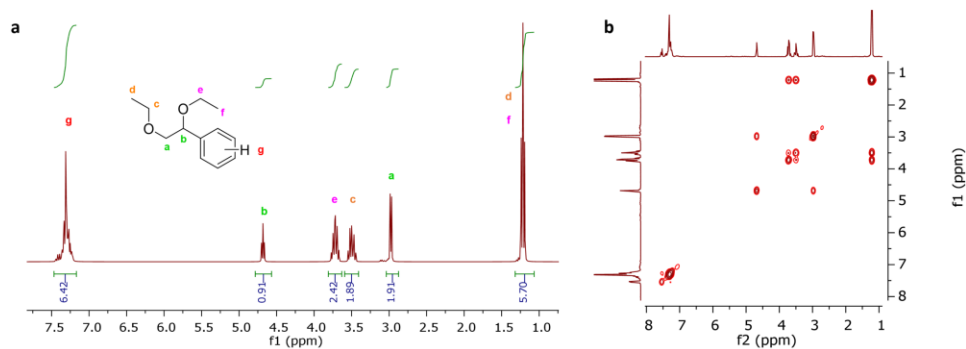 a
b
d
c
e
f
O
O
a
b
H
g
g
b
e
c
a
d
f
6.42
0.91
2.42
1.89
1.91
5.70
7.5 7.0 6.5 6.0 5.5 5.0 4.5 4.0 3.5 3.0 2.5 2.0 1.5 1.0
f1 (ppm)
1
2
3
4
5
6
7
8
f1 (ppm)
8 7 6 5 4 3 2 1
f2 (ppm)